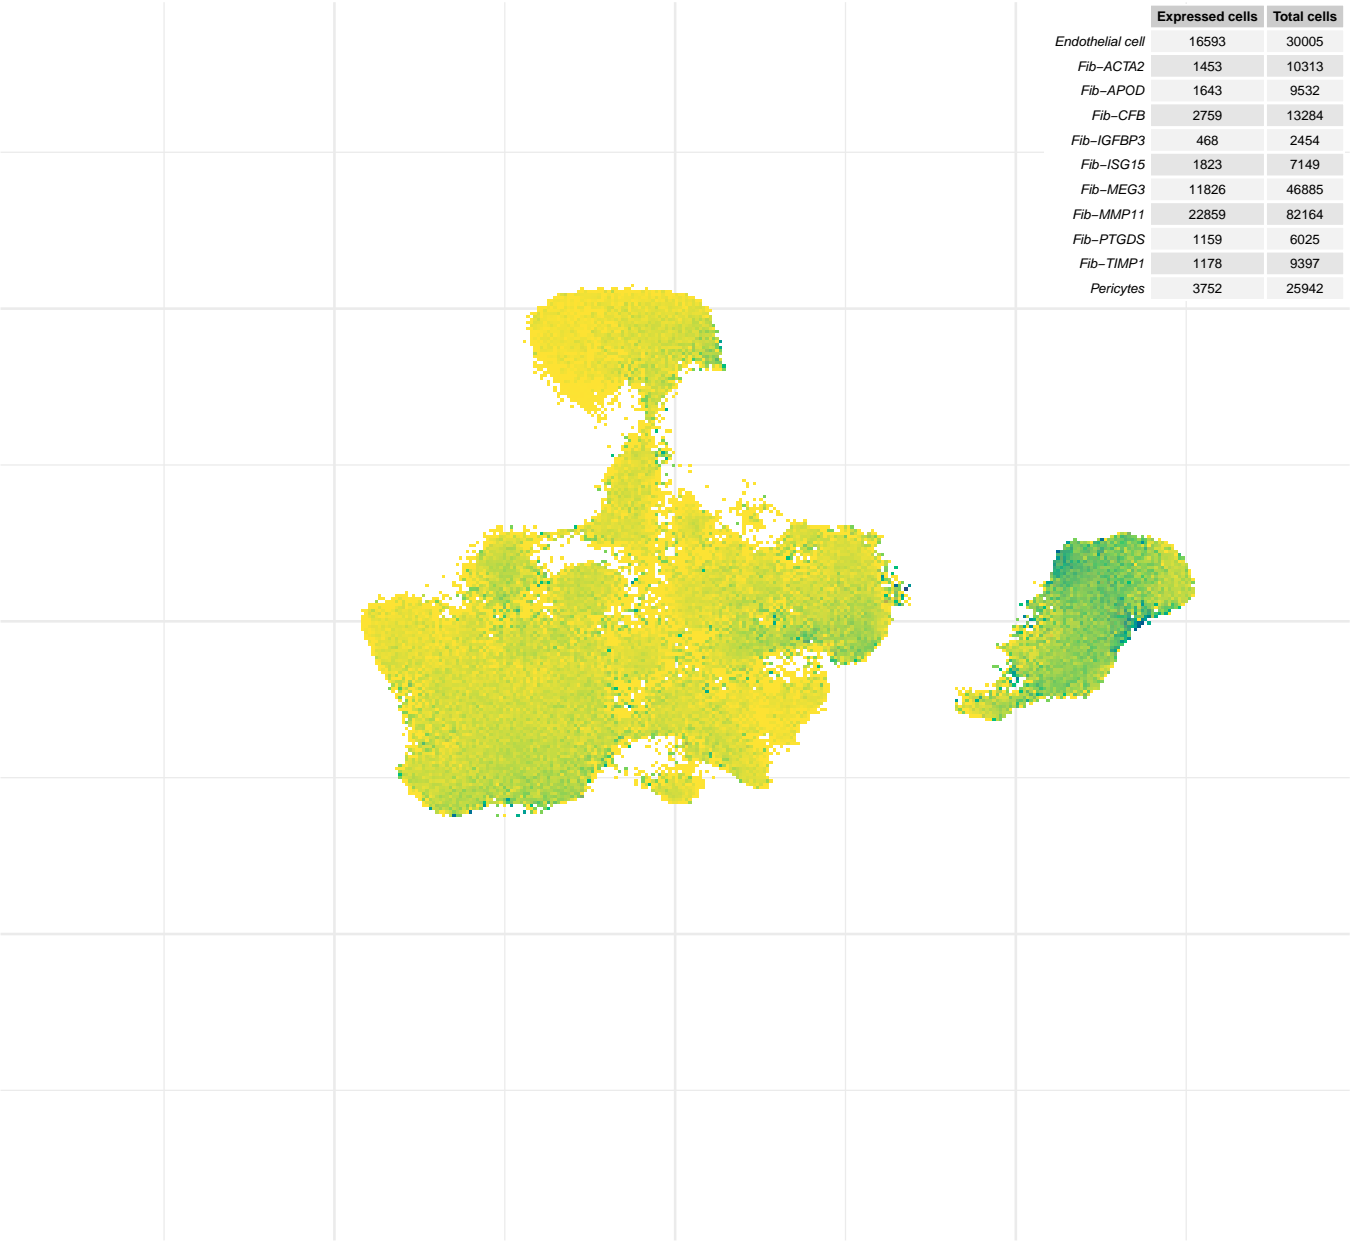 Expressed cells Total cells
Endothelial cell 16593 30005
Fib−ACTA2 1453 10313
Fib−APOD 1643 9532
Fib−CFB 2759 13284
Fib−IGFBP3 468 2454
Fib−ISG15 1823 7149
Fib−MEG3 11826 46885
Fib−MMP11 22859 82164
Fib−PTGDS 1159 6025
Fib−TIMP1 1178 9397
Pericytes 3752 25942